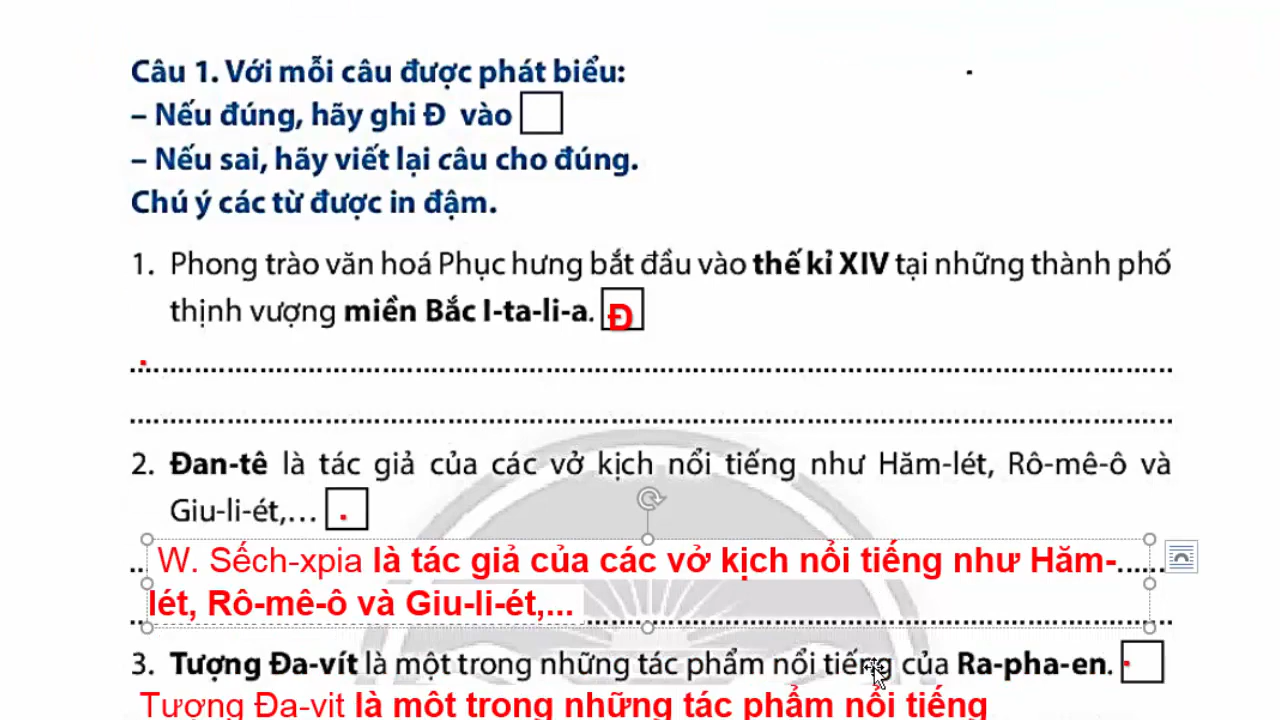 Câu 1. Với mỗi câu được phát biểu:
– Nếu đúng, hãy ghi Đ vào
– Nếu sai, hãy viết lại câu cho đúng.
Chú ý các từ được in đậm.
1. Phong trào văn hoá Phục hưng bắt đầu vào thế kỉ XIV tại những thành phố
thịnh vượng miền Bắc I-ta-li-a. Đ
2. Đan-tê là tác giả của các vở kịch nổi tiếng như Hăm-lét, Rô-mê-ô và
Giu-li-ét,...
W. Sếch-xpia là tác giả của các vở kịch nổi tiếng như Hăm-
lét, Rô-mê-ô và Giu-li-ét,...
3. Tượng Đa-vít là một trong những tác phẩm nổi tiếng của Ra-pha-en.
Tượng Đa-vit là một trong những tác phẩm nổi tiếng